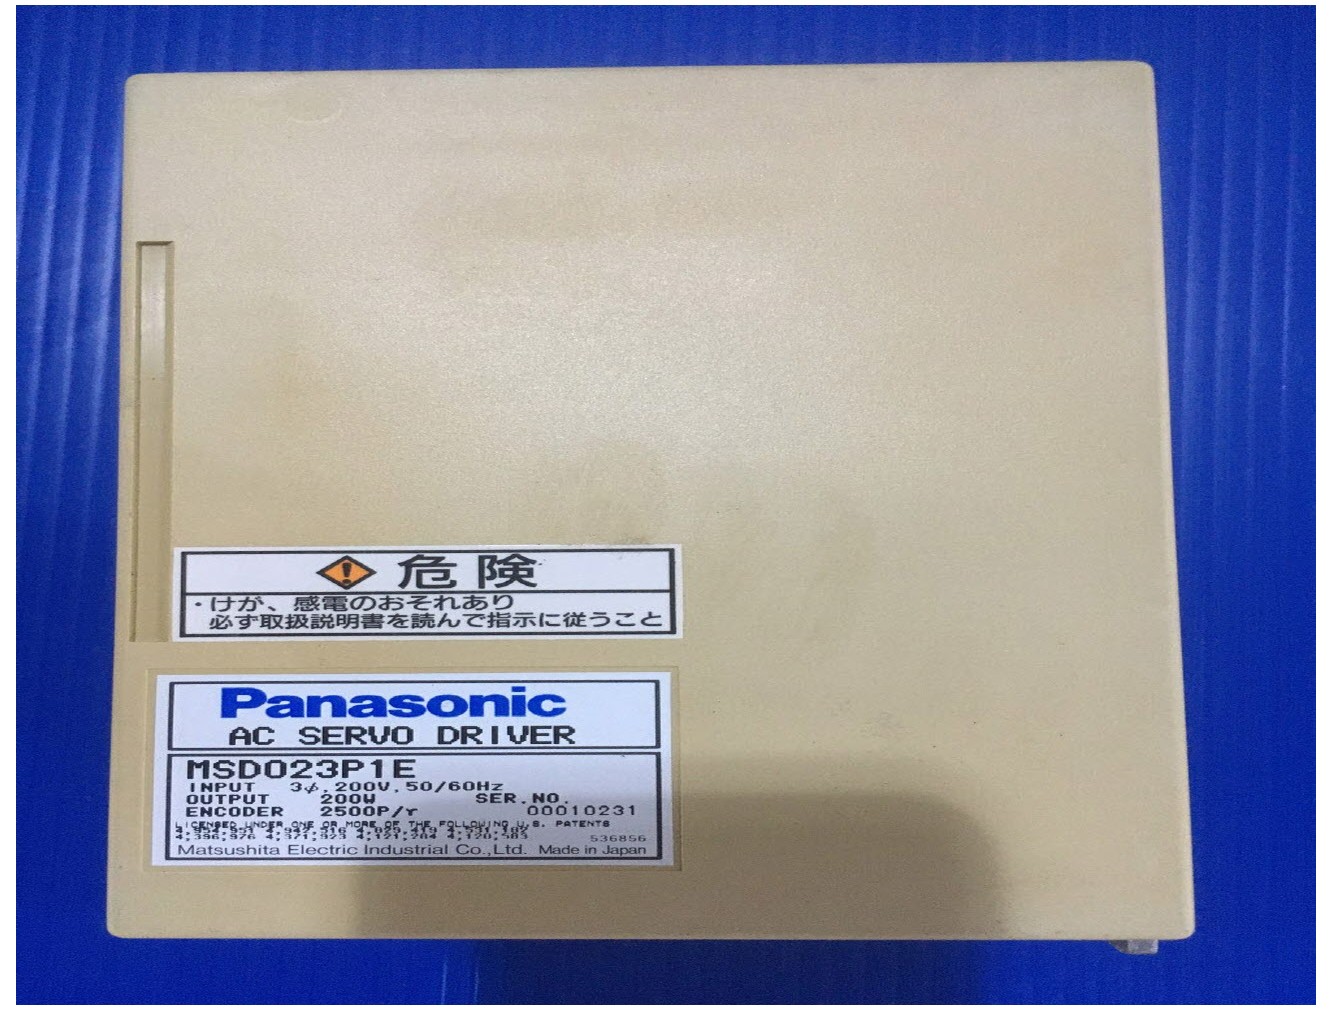 危険
・けが、感電のおそれあり
必ず取扱説明書を読んで指示に従うこと
Panasonic
AC SERVO DRIVER
MSD023P1E
INPUT 3ϕ,200V,50/60Hz
OUTPUT 200W SER.NO.
ENCODER 2500P/r 00010231
LICENSED UNDER ONE OR MORE OF THE FOLLOWING U.S. PATENTS
536856
Matsushita Electric Industrial Co.,Ltd. Made in Japan